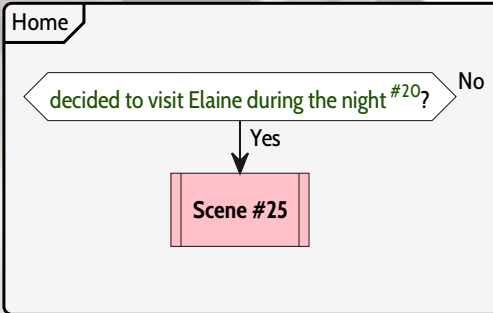 Home
decided to visit Elaine during the night #20?
No
Yes
Scene #25